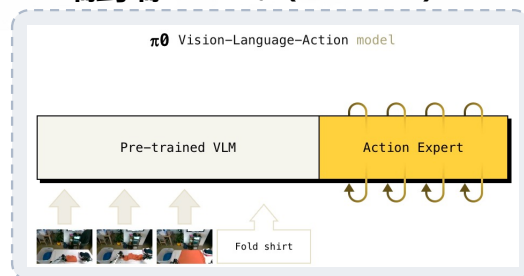 π0 Vision-Language-Action model
Pre-trained VLM
Action Expert
Fold shirt